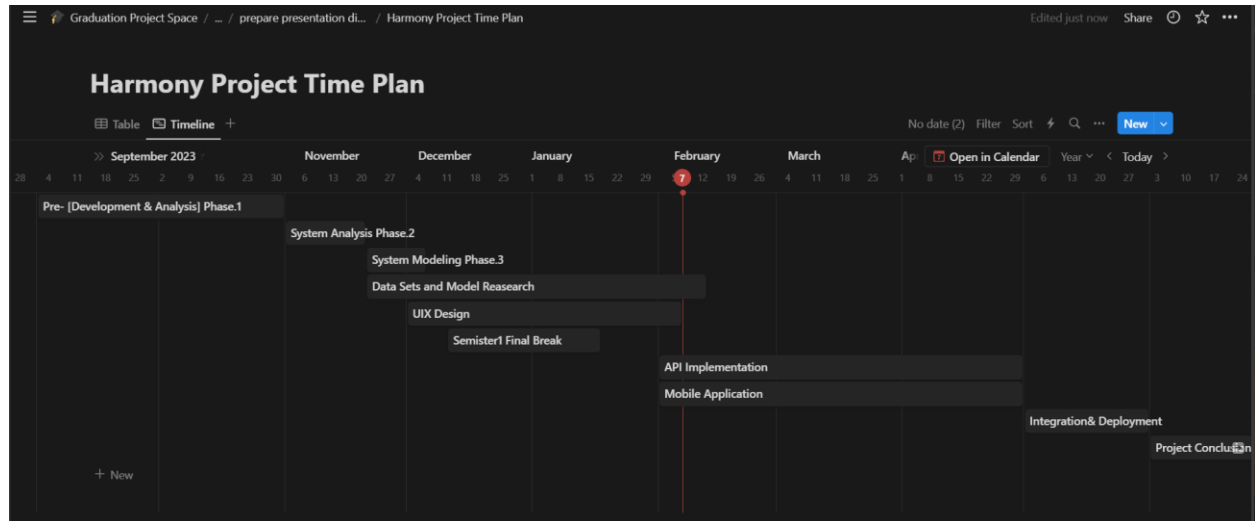 Graduation Project Space / ... / prepare presentation di... / Harmony Project Time Plan
Edited just now Share
Harmony Project Time Plan
Table Timeline +
No date (2) Filter Sort New
September 2023 November December January February March Ap Open in Calendar Year Today
28 4 11 18 25 2 9 16 23 30 6 13 20 27 4 11 18 25 1 8 15 22 29 7 12 19 26 4 11 18 25 1 8 15 22 29 6 13 20 27 3 10 17 24
Pre- [Development & Analysis] Phase.1
System Analysis Phase.2
System Modeling Phase.3
Data Sets and Model Reasearch
UIX Design
Semister1 Final Break
API Implementation
Mobile Application
Integration& Deployment
Project Conclusion
+ New